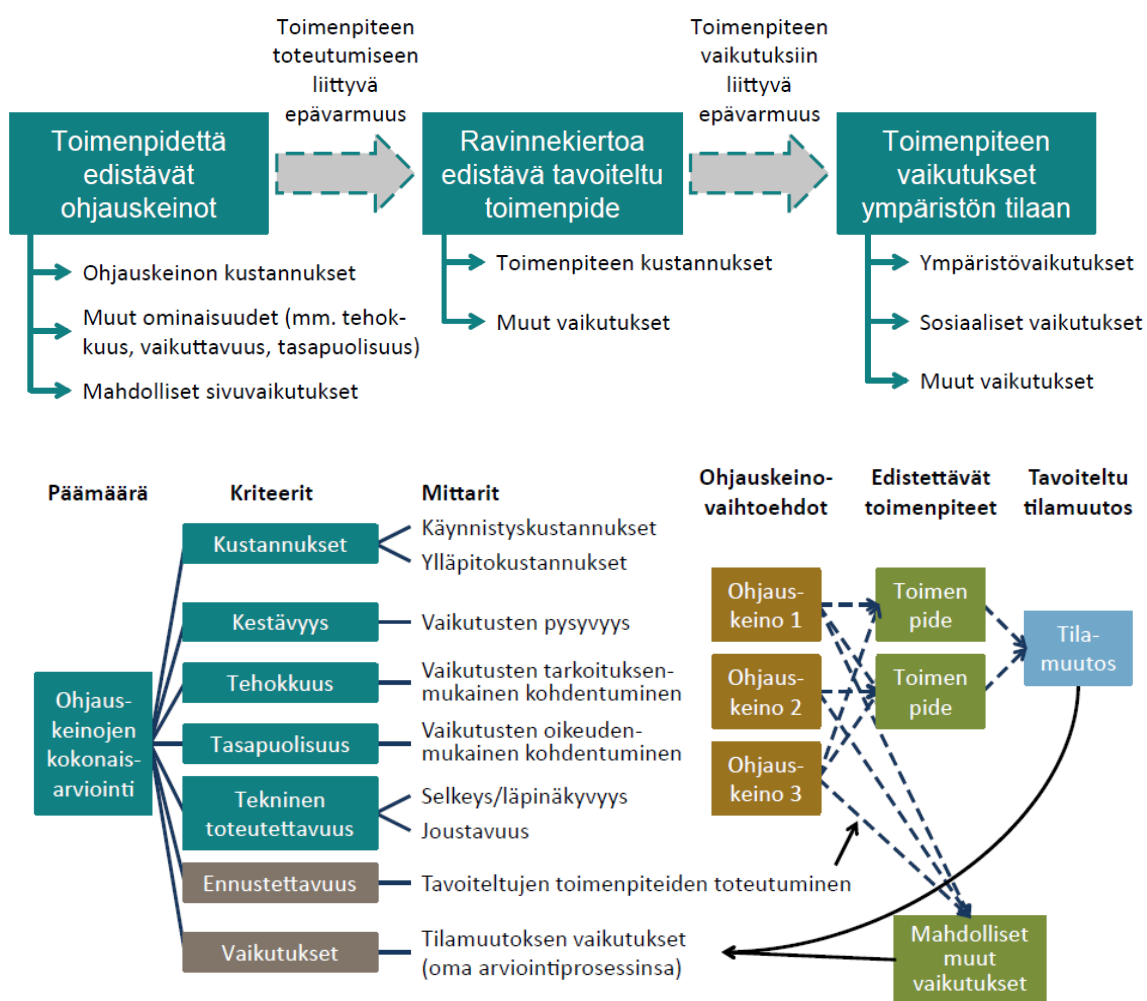 Toimenpiteen
toteutumiseen
liittyvä
epävarmuus
Toimenpiteen
vaikutuksiin
liittyvä
epävarmuus
Toimenpidettä
edistävät
ohjauskeinot
Ravinnekiertoa
edistävä tavoiteltu
toimenpide
Toimenpiteen
vaikutukset
ympäristön tilaan
Ohjauskeinon kustannukset
Muut ominaisuudet (mm. tehok-
kuus, vaikuttavuus, tasapuolisuus)
Mahdolliset sivuvaikutukset
Toimenpiteen kustannukset
Muut vaikutukset
Ympäristövaikutukset
Sosiaaliset vaikutukset
Muut vaikutukset
Päämäärä
Kriteerit
Mittarit
Ohjauskeino-
vaihtoehdot
Edistettävät
toimenpiteet
Tavoiteltu
tilamuutos
Ohjaus-
keinojen
kokonais-
arviointi
Kustannukset
Käynnistyskustannukset
Ylläpitokustannukset
Kestävyys
Vaikutusten pysyvyys
Tehokkuus
Vaikutusten tarkoituksen-
mukainen kohdentuminen
Tasapuolisuus
Vaikutusten oikeuden-
mukainen kohdentuminen
Tekninen
toteutettavuus
Selkeys/läpinäkyvyys
Joustavuus
Ennustettavuus
Tavoiteltujen toimenpiteiden toteutuminen
Vaikutukset
Tilamuutoksen vaikutukset
(oma arviointiprosessinsa)
Ohjaus-
keino 1
Ohjaus-
keino 2
Ohjaus-
keino 3
Toimen
pide
Toimen
pide
Tila-
muutos
Mahdolliset
muut
vaikutukset